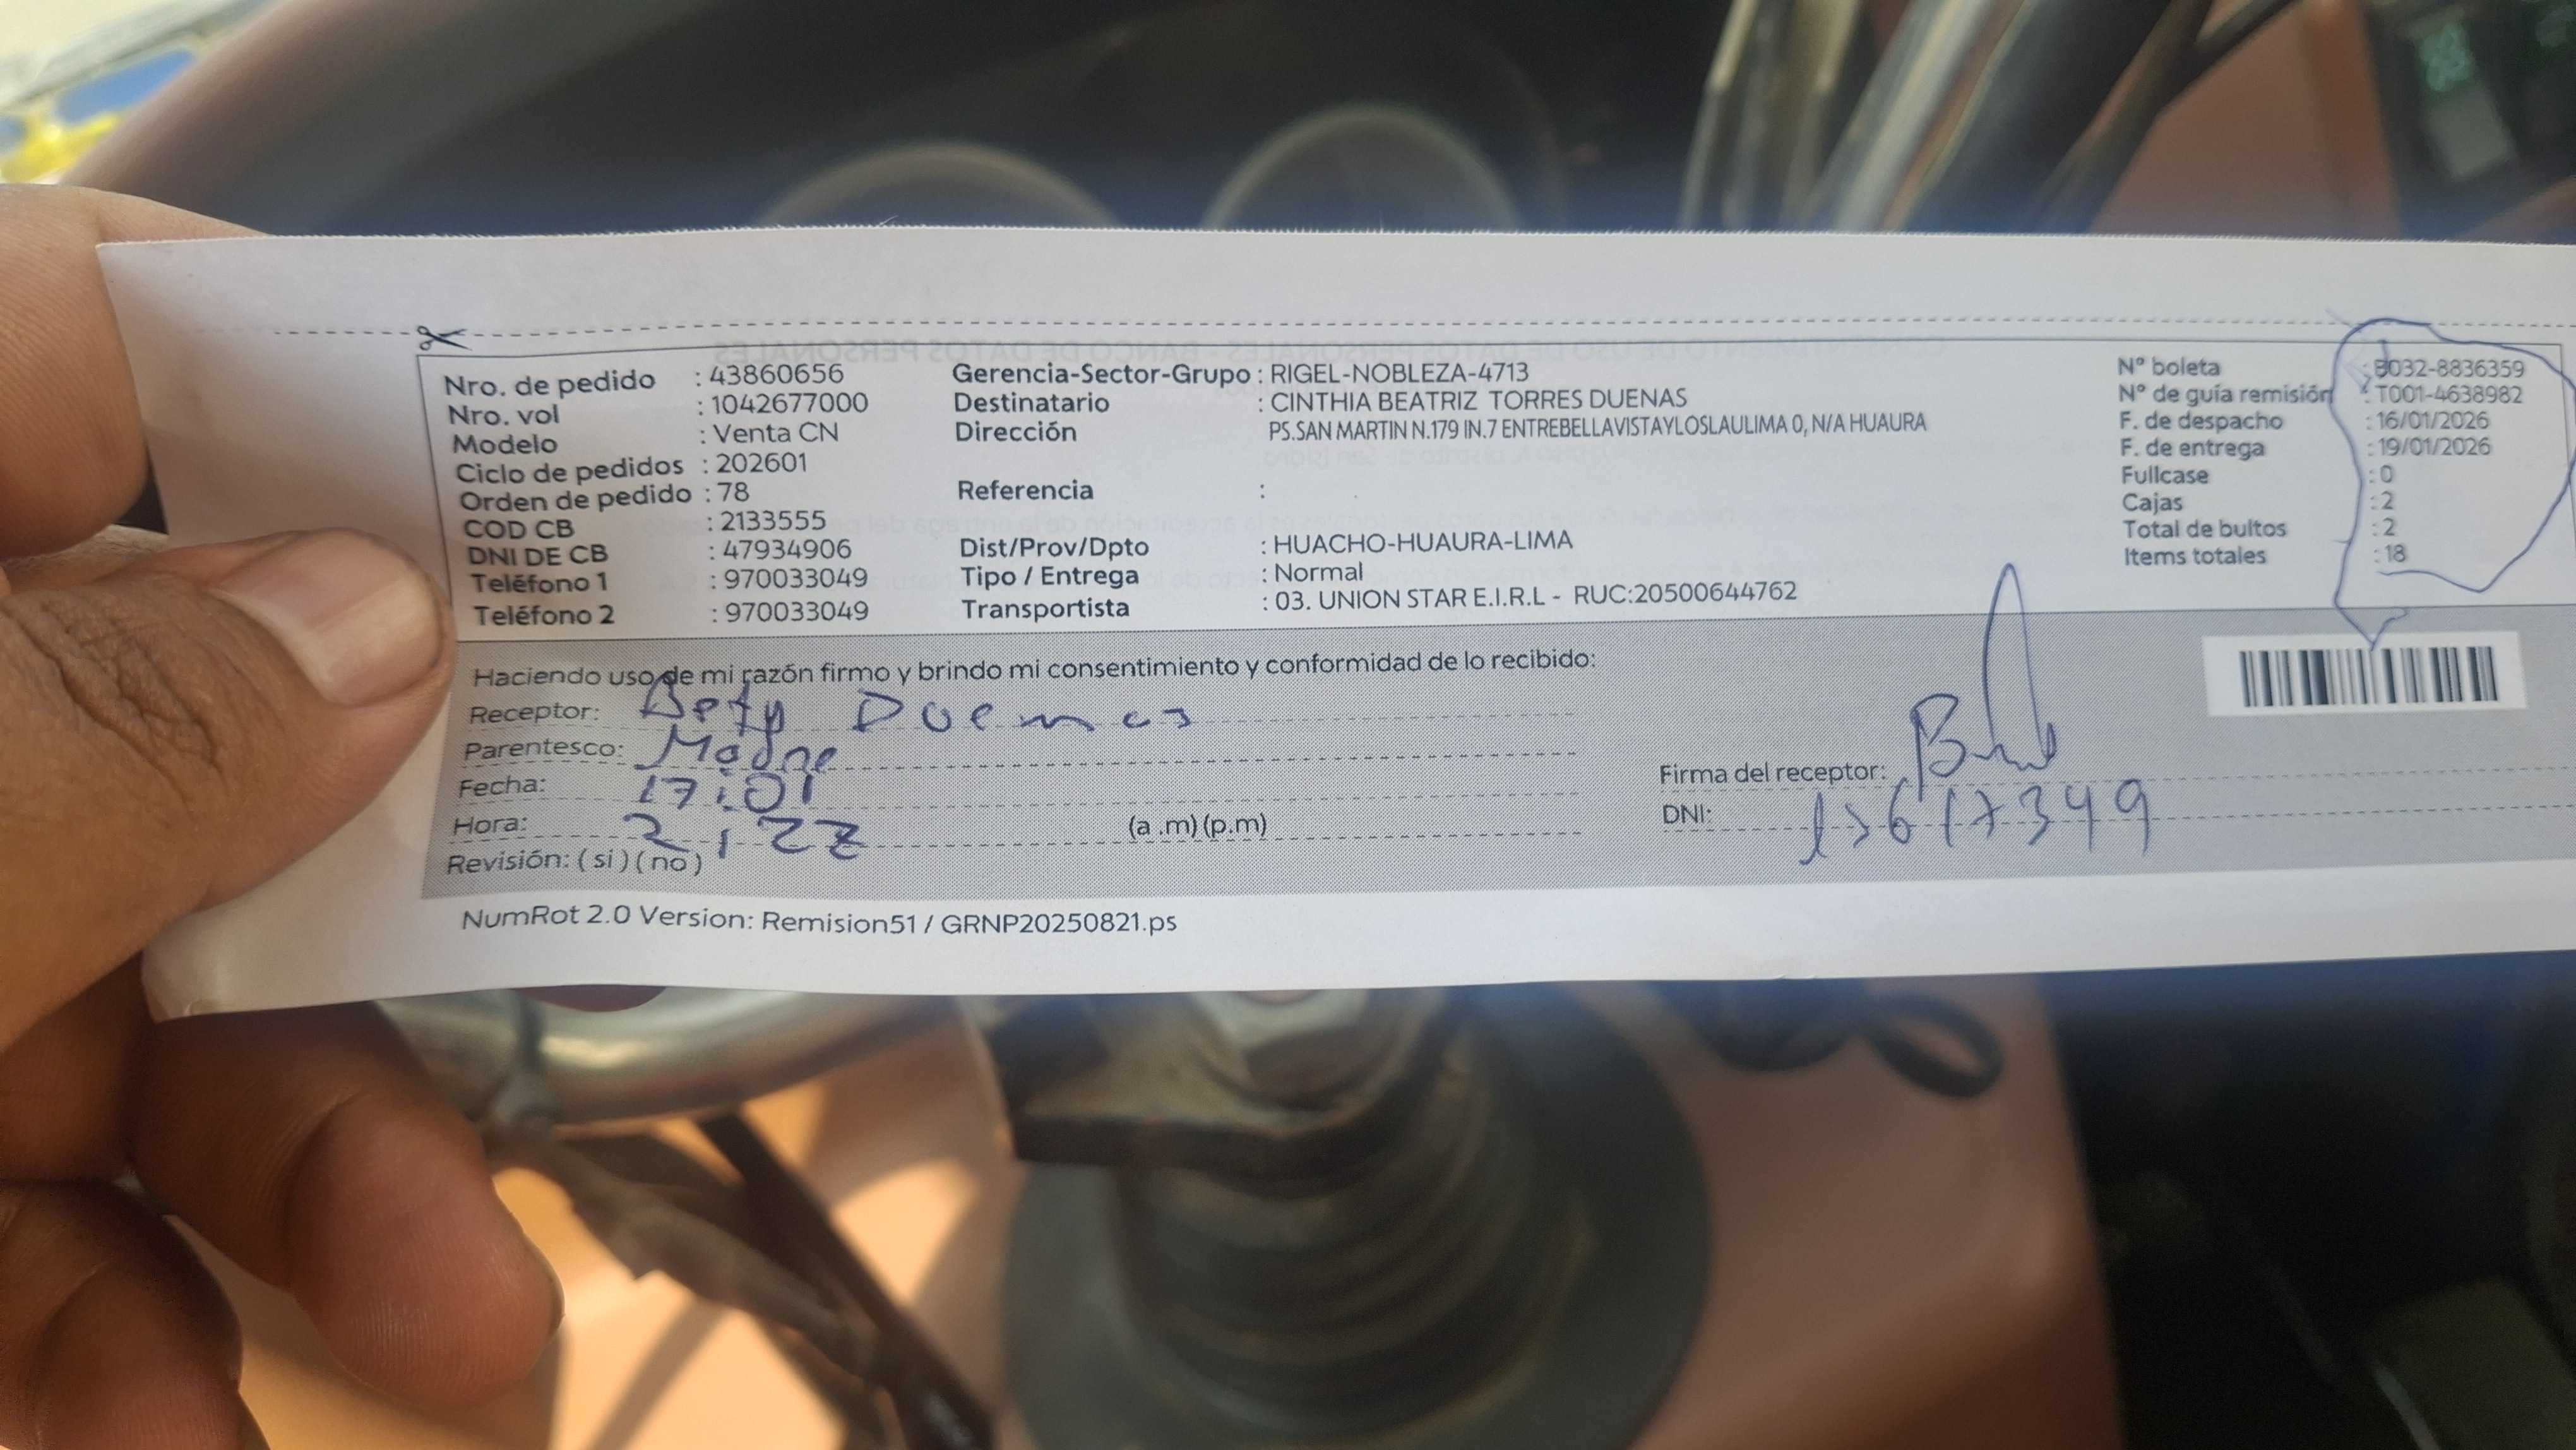 Nro. de pedido : 43860656
Nro. vol : 1042677000
Modelo : Venta CN
Ciclo de pedidos : 202601
Orden de pedido : 78
COD CB : 2133555
DNI DE CB : 47934906
Teléfono 1 : 970033049
Teléfono 2 : 970033049
Gerencia-Sector-Grupo : RIGEL-NOBLEZA-4713
Destinatario : CINTHIA BEATRIZ TORRES DUENAS
Dirección PS.SAN MARTIN N.179 IN.7 ENTREBELLAVISTAYLOSLAULIMA 0, N/A HUAURA
Referencia :
Dist/Prov/Dpto : HUACHO-HUAURA-LIMA
Tipo / Entrega : Normal
Transportista : 03. UNION STAR E.I.R.L - RUC:20500644762
Nº boleta : B032-8836359
Nº de guía remisión : T001-4638982
F. de despacho : 16/01/2026
F. de entrega : 19/01/2026
Fullcase : 0
Cajas : 2
Total de bultos : 2
Items totales : 18
Haciendo uso de mi razón firmo y brindo mi consentimiento y conformidad de lo recibido:
Receptor: Bety Duenas
Parentesco: Madre
Fecha: 17:01
Hora: 2:22 (a .m) (p.m)
Revisión: ( si ) ( no )
Firma del receptor:
DNI:
NumRot 2.0 Version: Remision51 / GRNP20250821.ps